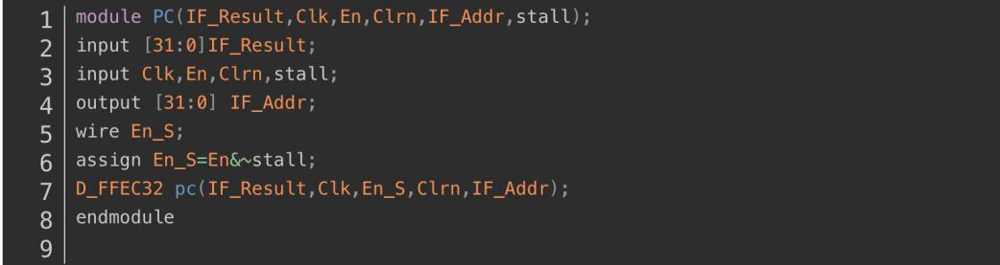 1 module PC(IF_Result,Clk,En,Clrn,IF_Addr,stall);
2 input [31:0]IF_Result;
3 input Clk,En,Clrn,stall;
4 output [31:0] IF_Addr;
5 wire En_S;
6 assign En_S=En&~stall;
7 D_FFEC32 pc(IF_Result,Clk,En_S,Clrn,IF_Addr);
8 endmodule
9